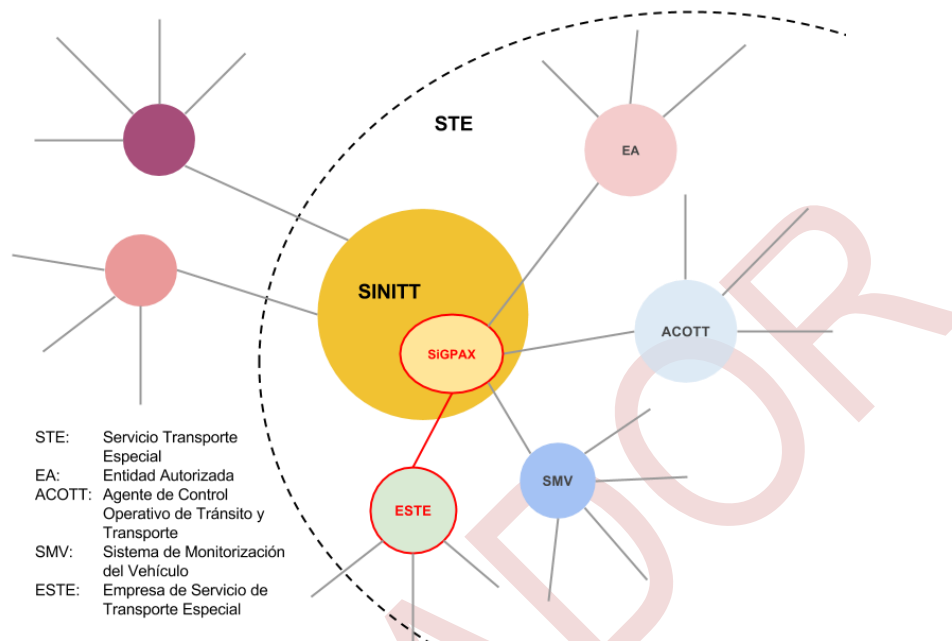 STE
EA
SINITT
ACOTT
SiGPAX
SMV
ESTE
STE: Servicio Transporte
Especial
EA: Entidad Autorizada
ACOTT: Agente de Control
Operativo de Tránsito y
Transporte
SMV: Sistema de Monitorización
del Vehículo
ESTE: Empresa de Servicio de
Transporte Especial
ADOR